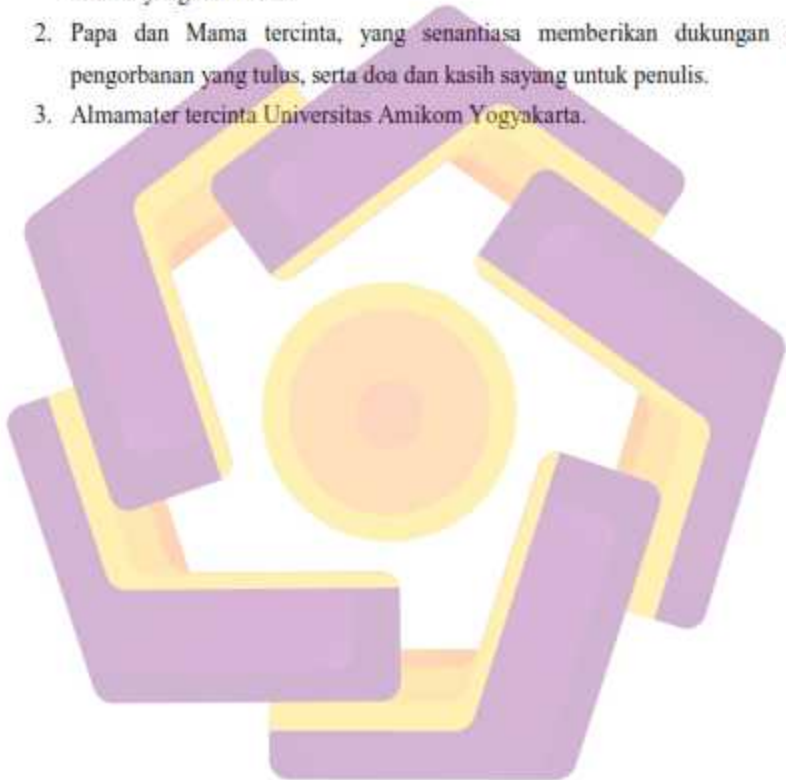 2. Papa dan Mama tercinta, yang senantiasa memberikan dukungan
pengorbanan yang tulus, serta doa dan kasih sayang untuk penulis.
3. Almamater tercinta Universitas Amikom Yogyakarta.